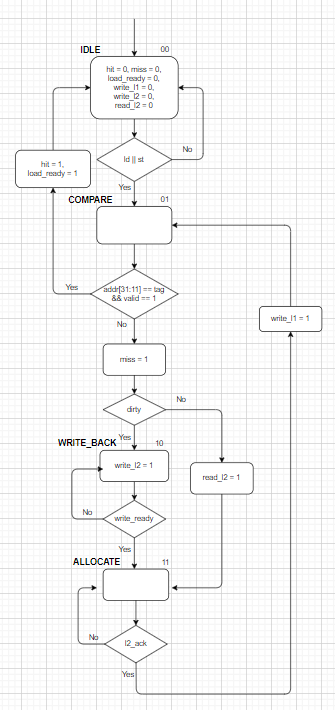 IDLE 00
hit = 0, miss = 0,
load_ready = 0,
write_l1 = 0,
write_l2 = 0,
read_l2 = 0
ld || st
No
hit = 1,
load_ready = 1
Yes
COMPARE 01
addr[31:11] == tag
&& valid == 1
Yes
No
write_l1 = 1
miss = 1
dirty
No
Yes
WRITE_BACK 10
write_l2 = 1
read_l2 = 1
write_ready
No
Yes
ALLOCATE 11
l2_ack
No
Yes